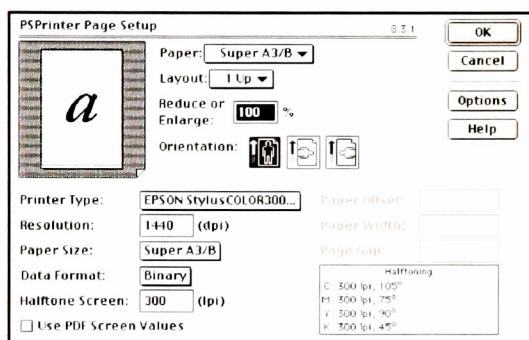 PSPrinter Page Setup 8.3.1
OK
Paper: Super A3/B
Cancel
Layout: 1 Up
a
Reduce or
Enlarge: 100 %
Options
Help
Orientation:
Printer Type: EPSON StylusCOLOR300...
Paper Offset:
Resolution: 1440 (dpi)
Paper Width:
Paper Size: Super A3/B
Page Gap:
Data Format: Binary
Halftoning
C 300 lpi, 105°
Halftone Screen: 300 (lpi)
M 300 lpi, 75°
Y 300 lpi, 90°
Use PDF Screen Values
K 300 lpi, 45°